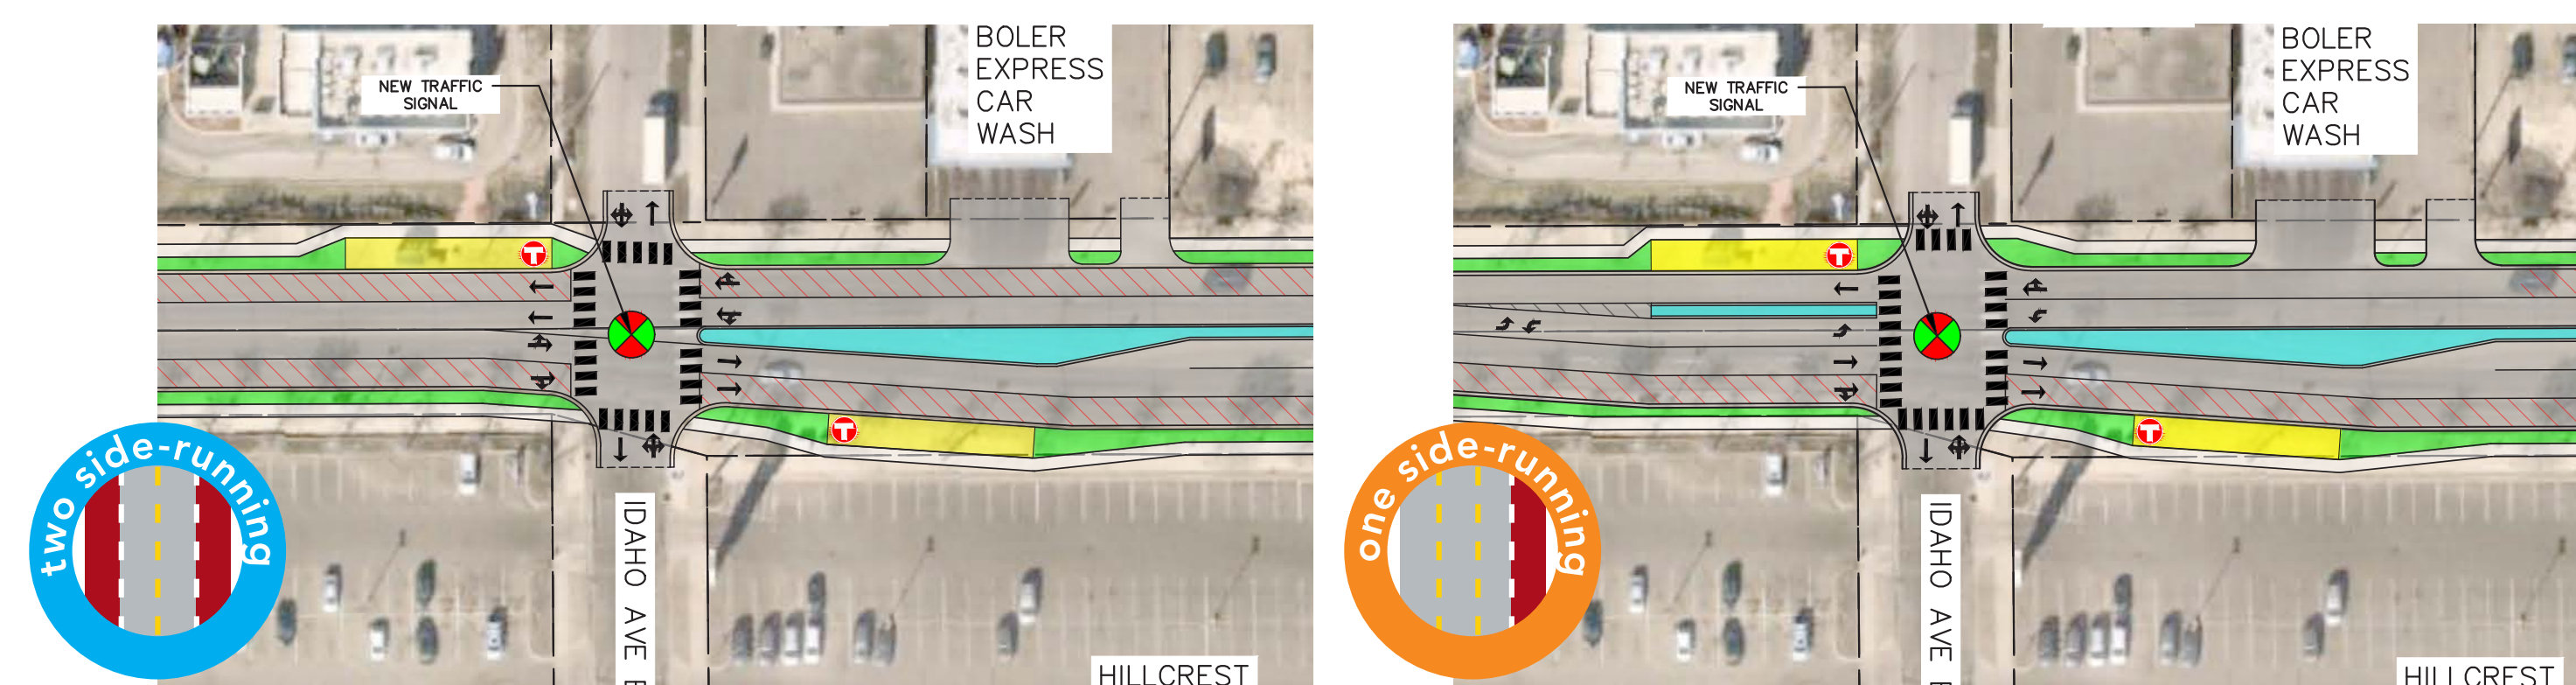 NEW TRAFFIC
SIGNAL
BOLER
EXPRESS
CAR
WASH
T
T
two side-running
IDAHO AVE
HILLCREST
NEW TRAFFIC
SIGNAL
BOLER
EXPRESS
CAR
WASH
T
T
one side-running
IDAHO AVE
HILLCREST